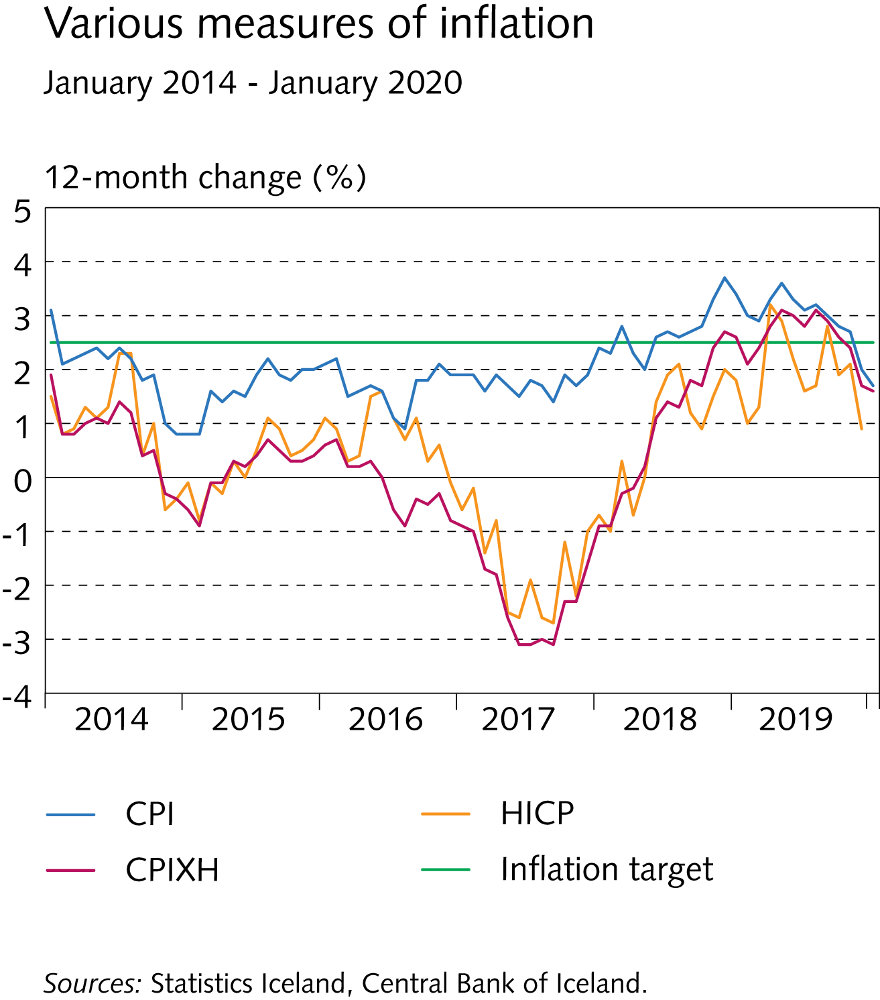 Various measures of inflation
January 2014 - January 2020
12-month change (%)
5
4
3
2
1
0
-1
-2
-3
-4
2014 2015 2016 2017 2018 2019
CPI HICP
CPIXH Inflation target
Sources: Statistics Iceland, Central Bank of Iceland.